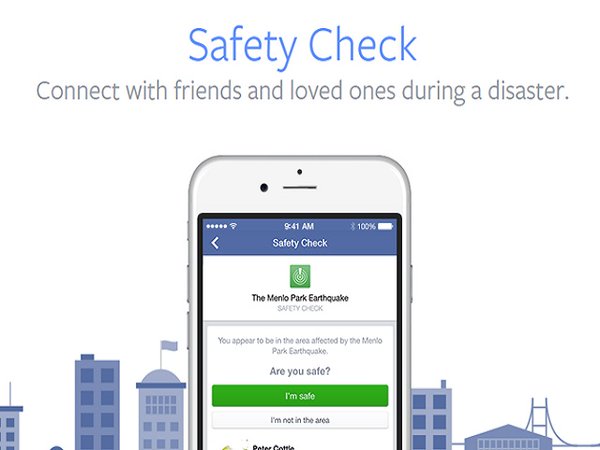 Safety Check
Connect with friends and loved ones during a disaster.
9:41 AM
100%
Safety Check
The Menlo Park Earthquake
SAFETY CHECK
You appear to be in the area affected by the Menlo
Park Earthquake.
Are you safe?
I'm safe
I'm not in the area
Peter Cottle